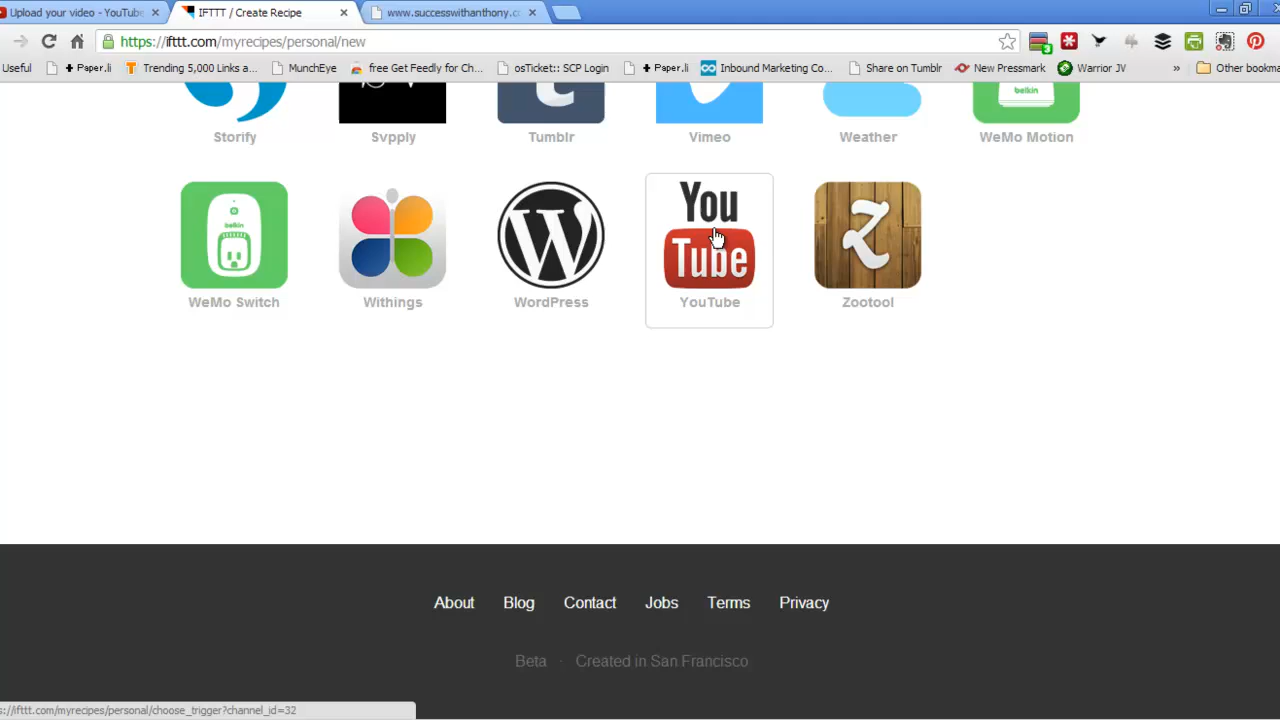 Upload your video - YouTube
IFTTT / Create Recipe
www.successwithanthony.c
https://ifttt.com/myrecipes/personal/new
3
Useful
+ Paper.li
Trending 5,000 Links a...
MunchEye
free Get Feedly for Ch...
osTicket:: SCP Login
+ Paper.li
Inbound Marketing Co...
Share on Tumblr
New Pressmark
Warrior JV
»
Other bookma
belkin
Storify
Svpply
Tumblr
Vimeo
Weather
WeMo Motion
belkin
You
Tube
WeMo Switch
Withings
WordPress
YouTube
Zootool
About
Blog
Contact
Jobs
Terms
Privacy
Beta · Created in San Francisco
s://ifttt.com/myrecipes/personal/choose_trigger?channel_id=32